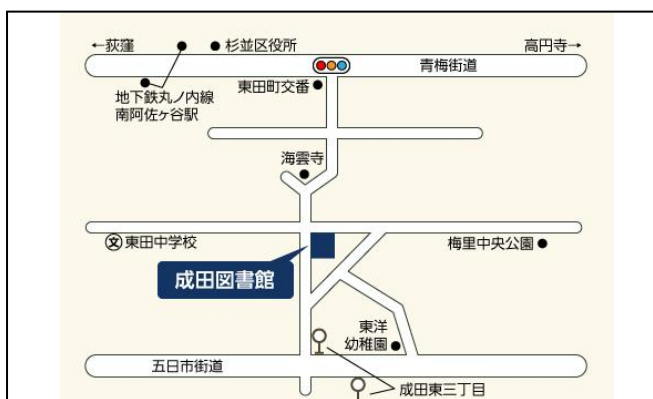 ←荻窪
杉並区役所
高円寺→
青梅街道
地下鉄丸ノ内線
南阿佐ヶ谷駅
東田町交番
海雲寺
文東田中学校
梅里中央公園
成田図書館
東洋
幼稚園
五日市街道
成田東三丁目